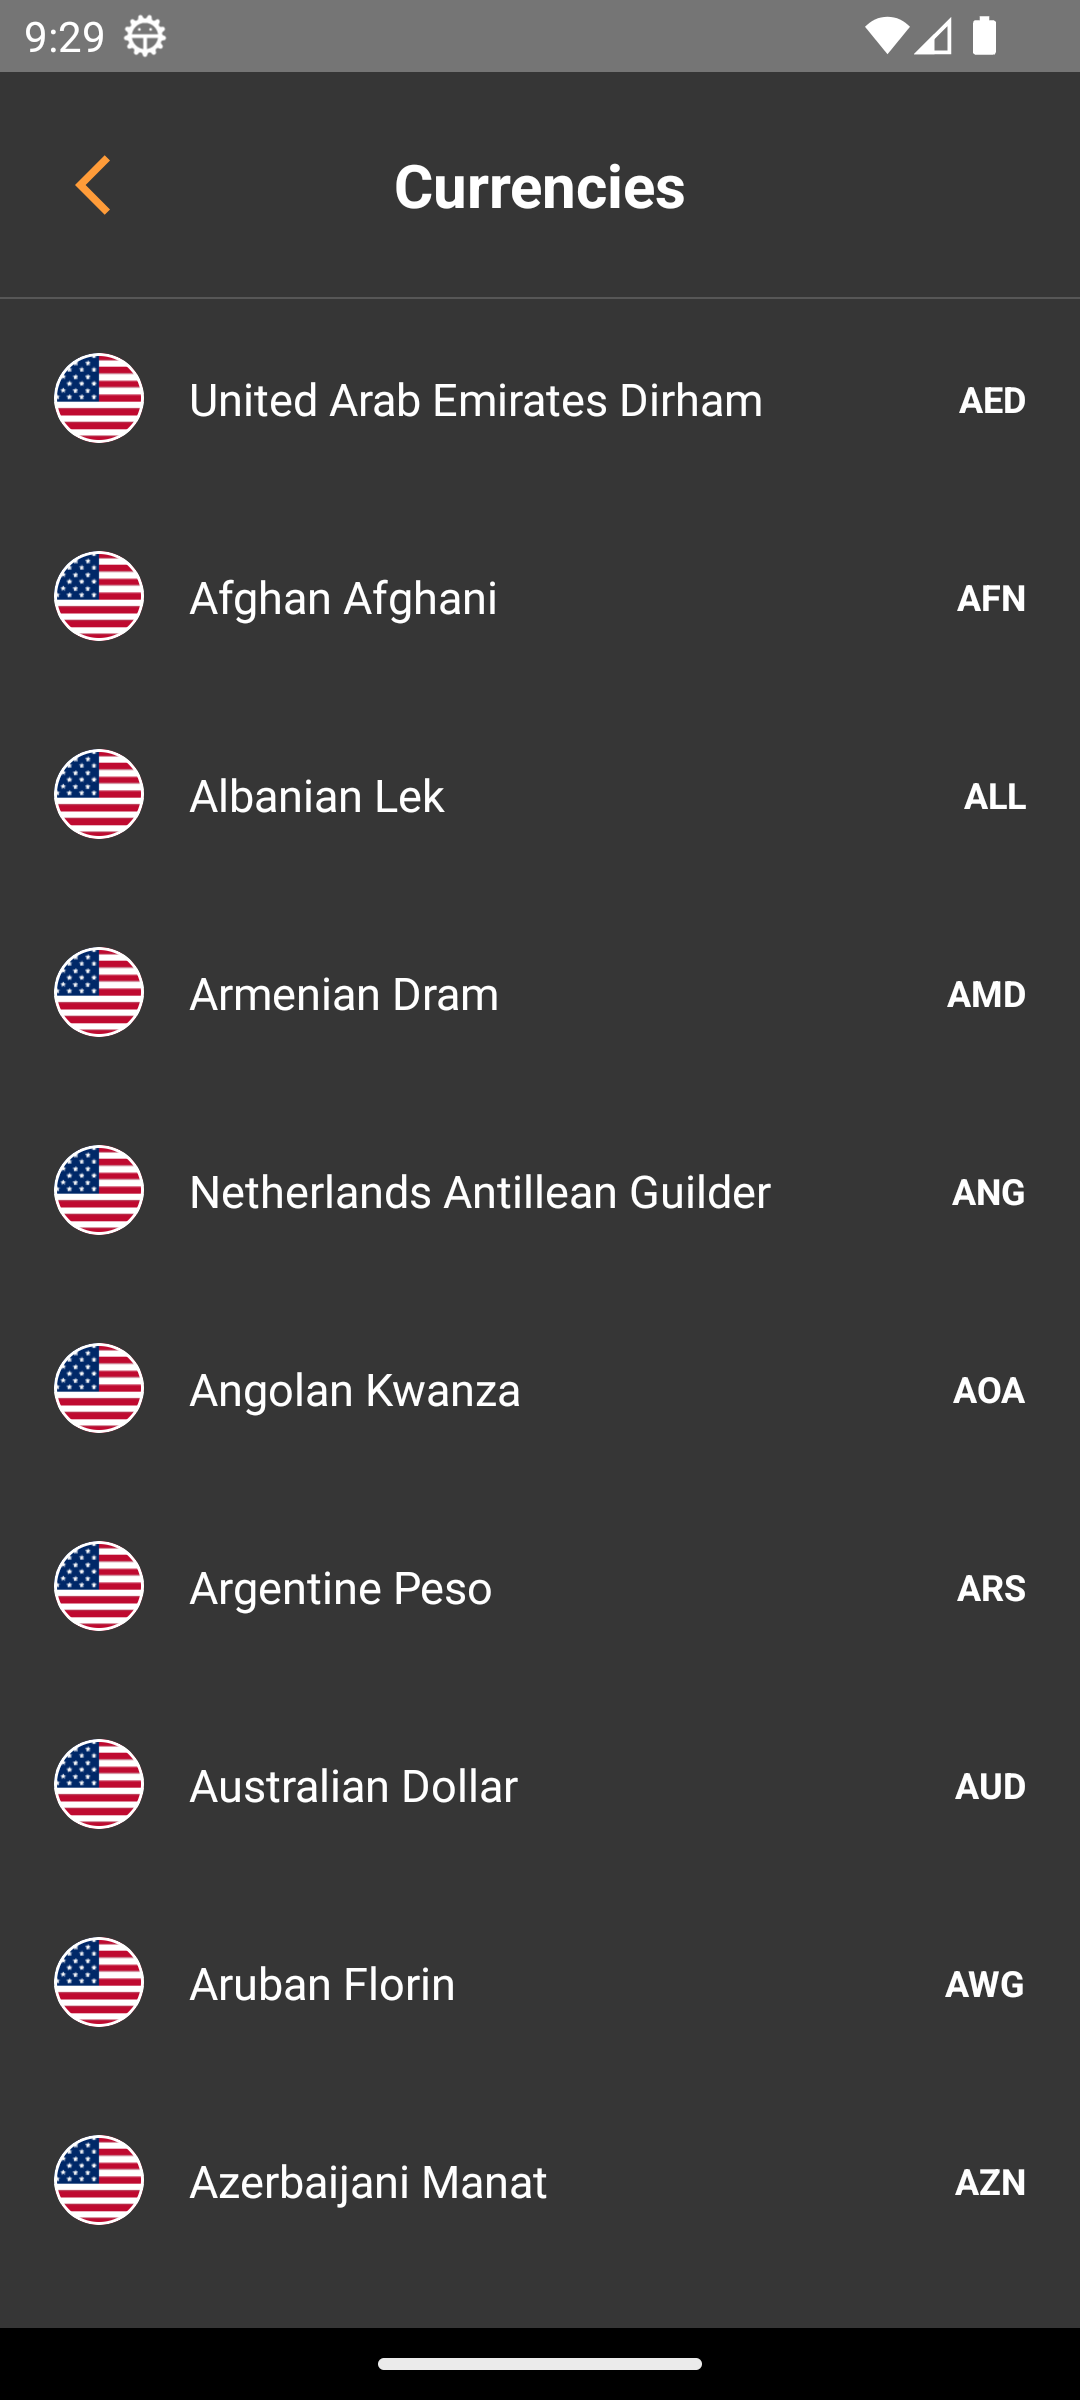 9:29
Currencies
United Arab Emirates Dirham AED
Afghan Afghani AFN
Albanian Lek ALL
Armenian Dram AMD
Netherlands Antillean Guilder ANG
Angolan Kwanza AOA
Argentine Peso ARS
Australian Dollar AUD
Aruban Florin AWG
Azerbaijani Manat AZN